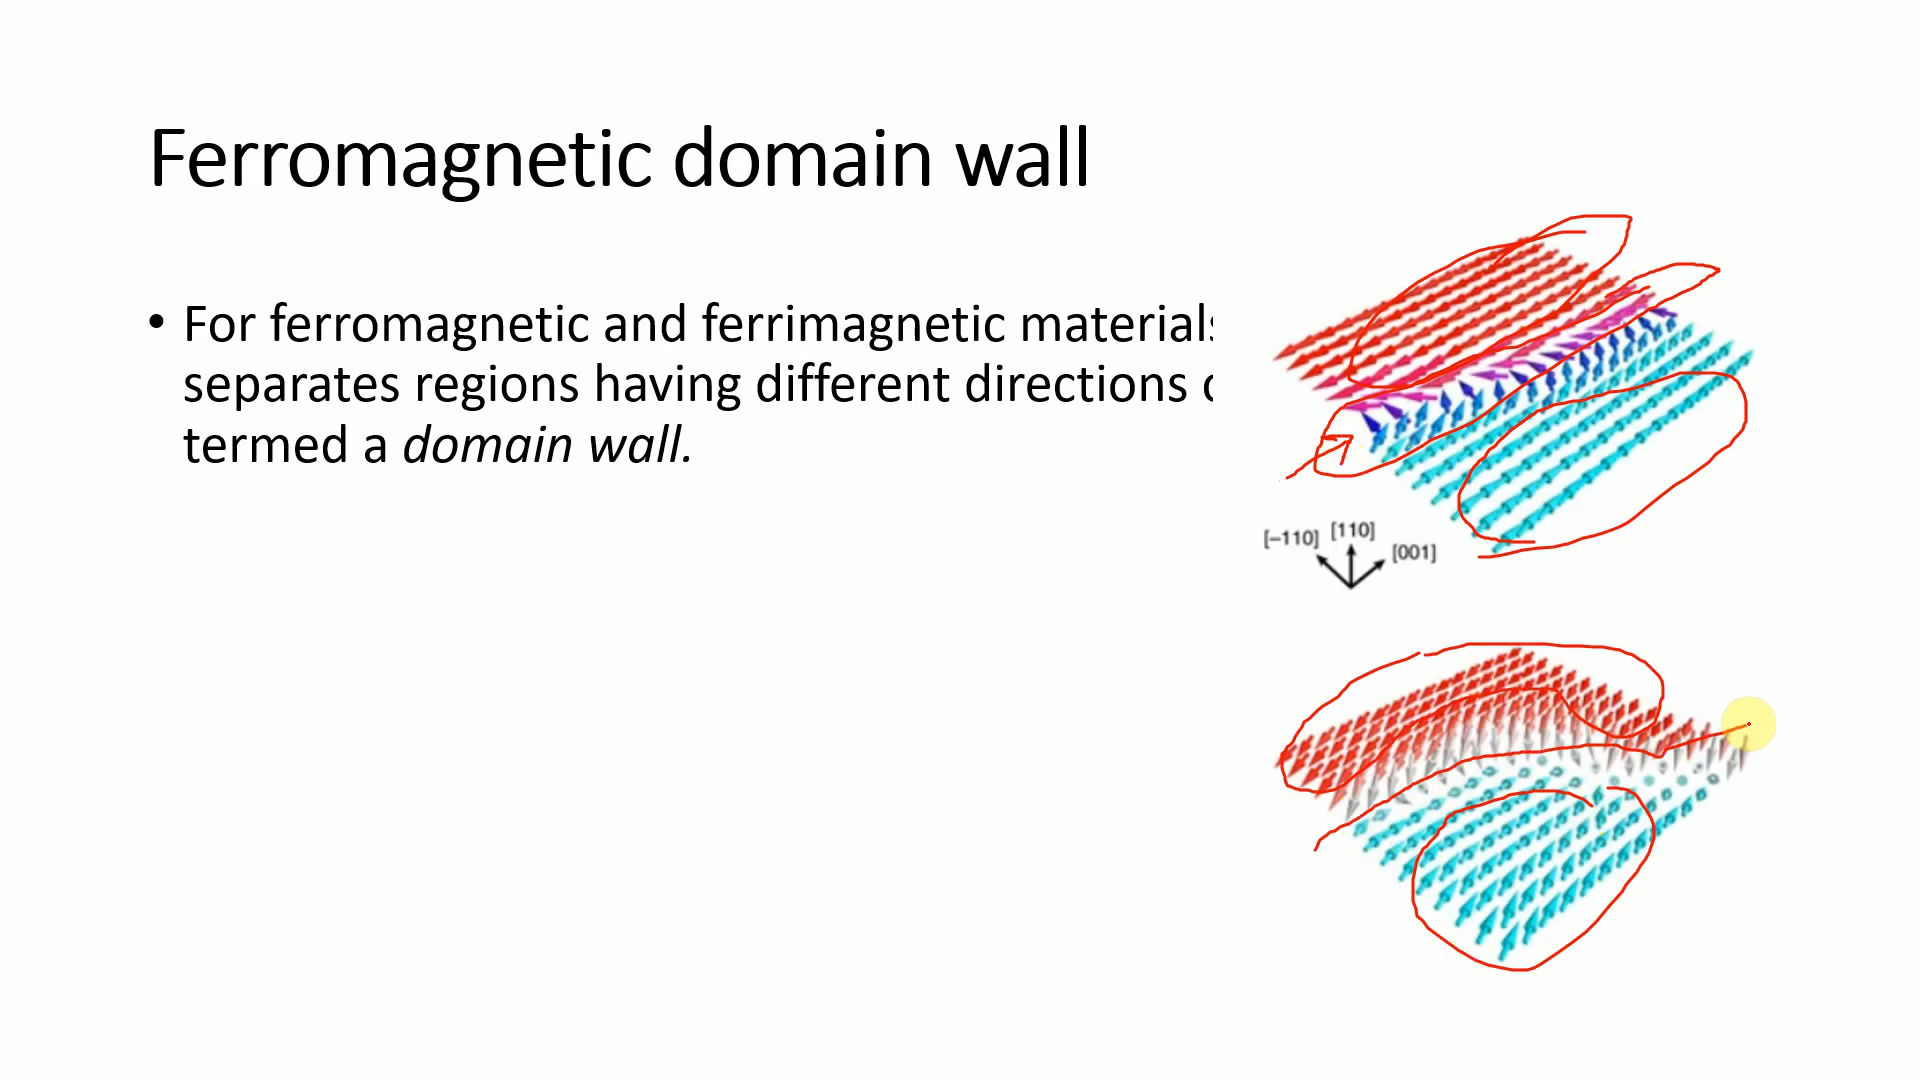 Ferromagnetic domain wall
• For ferromagnetic and ferrimagnetic materials
separates regions having different directions
termed a domain wall.
[–110] [110] [001]